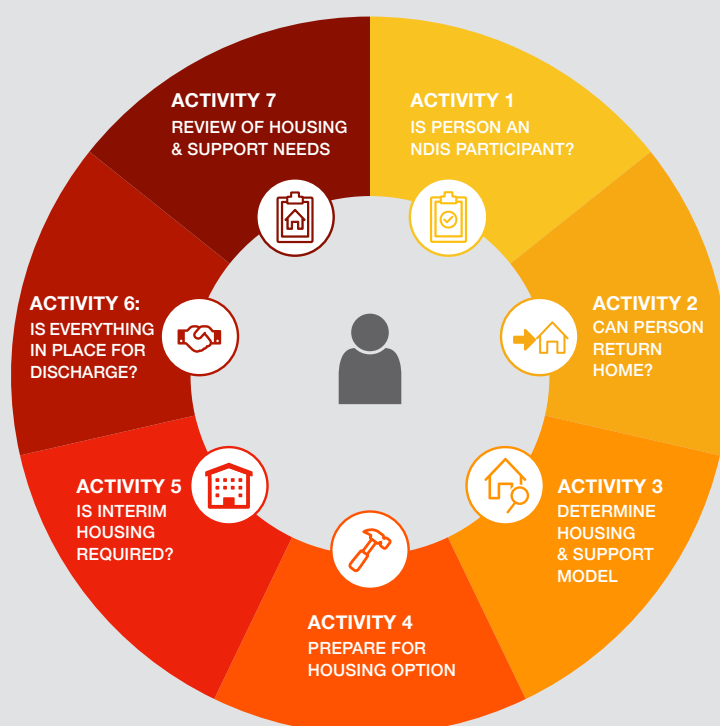 ACTIVITY 1
IS PERSON AN
NDIS PARTICIPANT?
ACTIVITY 2
CAN PERSON
RETURN
HOME?
ACTIVITY 3
DETERMINE
HOUSING
& SUPPORT
MODEL
ACTIVITY 4
PREPARE FOR
HOUSING OPTION
ACTIVITY 5
IS INTERIM
HOUSING
REQUIRED?
ACTIVITY 6:
IS EVERYTHING
IN PLACE FOR
DISCHARGE?
ACTIVITY 7
REVIEW OF HOUSING
& SUPPORT NEEDS